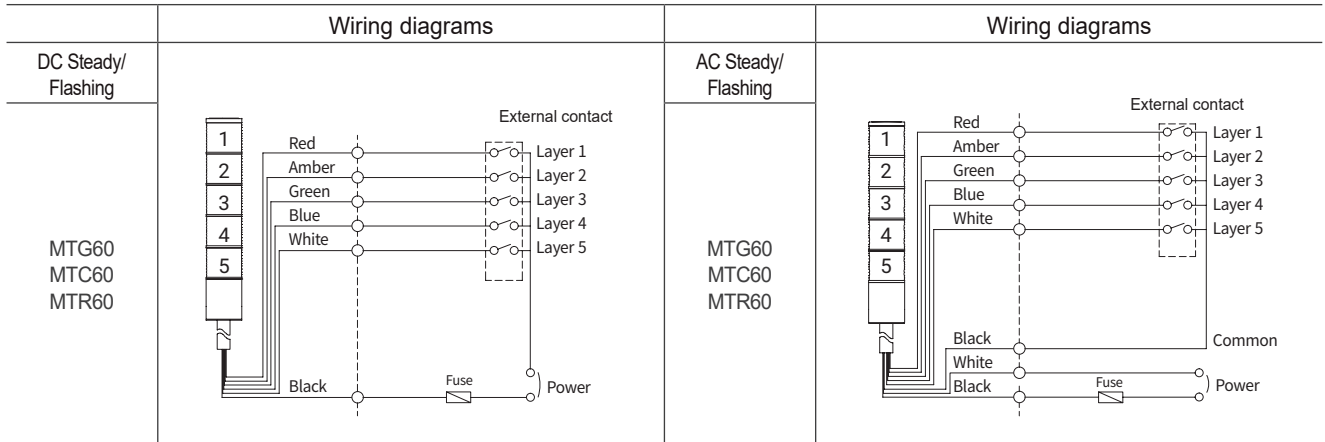 Wiring diagrams
Wiring diagrams
DC Steady/
Flashing
MTG60
MTC60
MTR60
External contact
1
2
3
4
5
Red
Amber
Green
Blue
White
Layer 1
Layer 2
Layer 3
Layer 4
Layer 5
Black
Fuse
Power
AC Steady/
Flashing
MTG60
MTC60
MTR60
External contact
1
2
3
4
5
Red
Amber
Green
Blue
White
Layer 1
Layer 2
Layer 3
Layer 4
Layer 5
Black
Common
White
Black
Fuse
Power